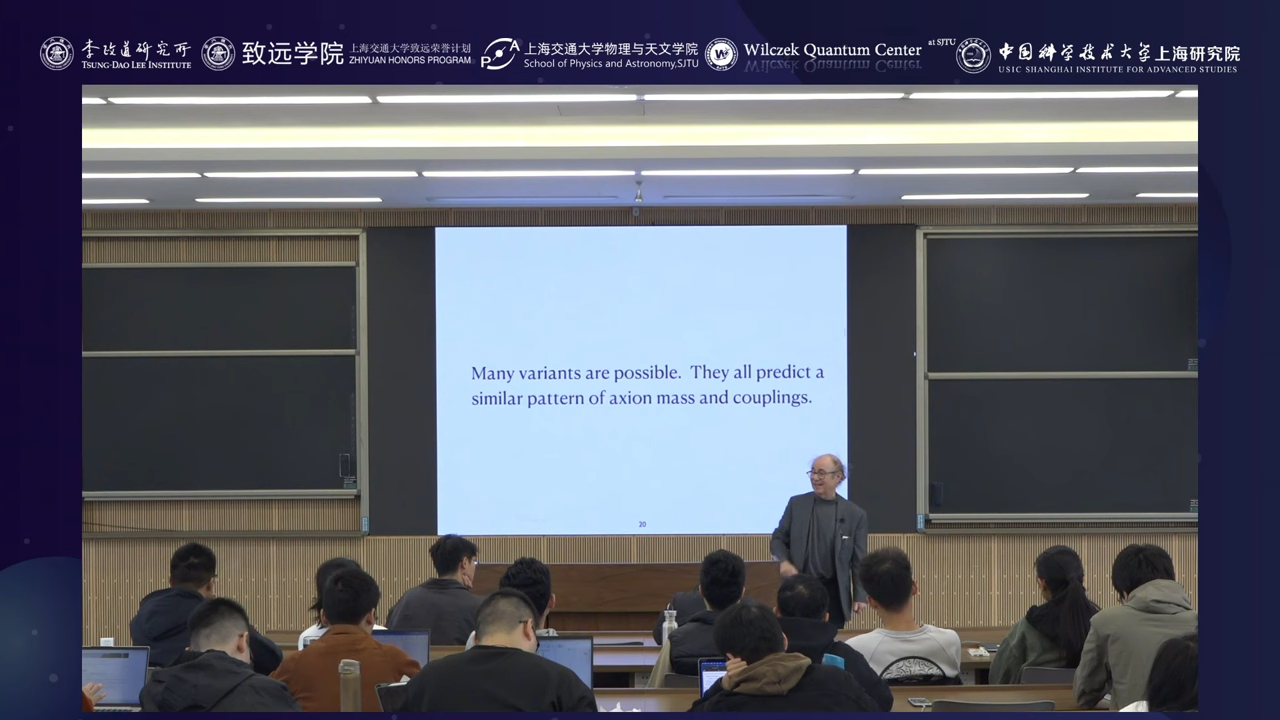 李政道研究所
TSUNG-DAO LEE INSTITUTE
致远学院
上海交通大学致远荣誉计划
ZHIYUAN HONORS PROGRAM
上海交通大学物理与天文学院
School of Physics and Astronomy,SJTU
Wilczek Quantum Center
at SJTU
中国科学技术大学上海研究院
USTC SHANGHAI INSTITUTE FOR ADVANCED STUDIES
Many variants are possible. They all predict a
similar pattern of axion mass and couplings.
20